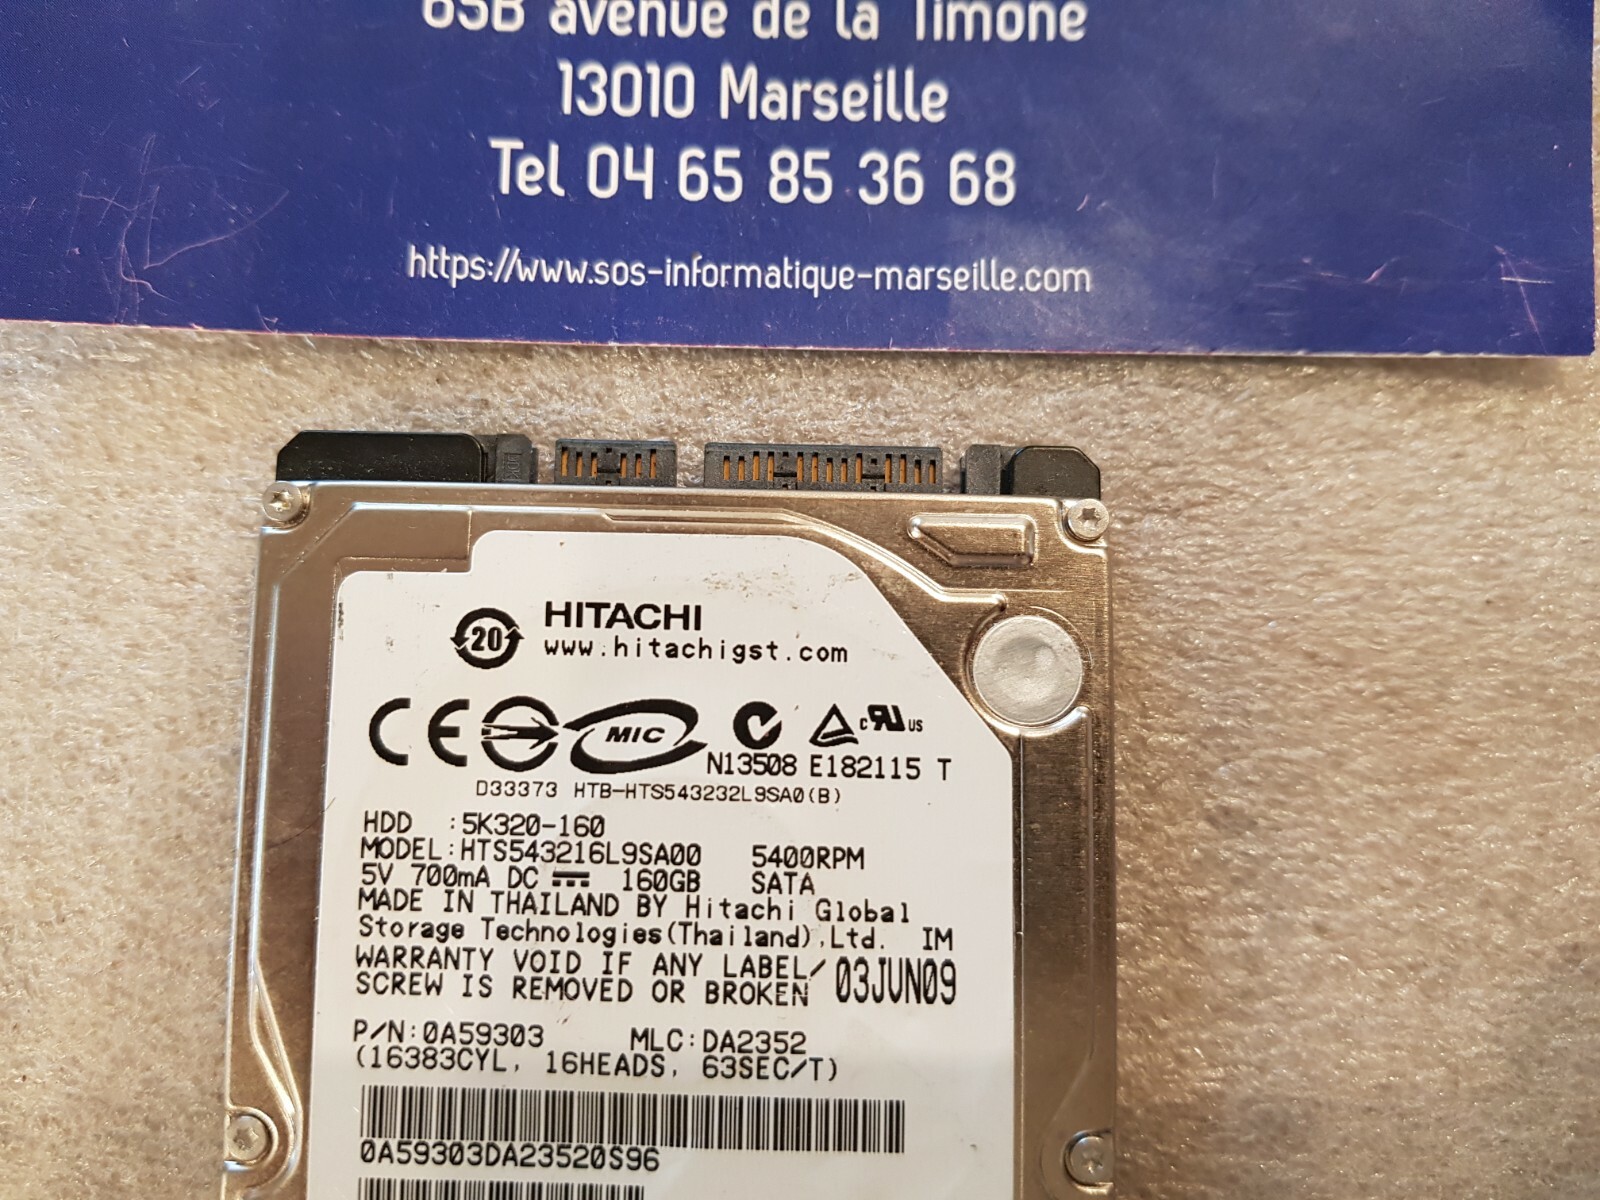 65B avenue de la Timone
13010 Marseille
Tel 04 65 85 36 68
https://www.sos-informatique-marseille.com
20
HITACHI
www.hitachigst.com
CE MIC c RU US
N13508 E182115 T
D33373 HTB-HTS543232L9SA0(B)
HDD :5K320-160
MODEL:HTS543216L9SA00 5400RPM
5V 700mA DC 160GB SATA
MADE IN THAILAND BY Hitachi Global
Storage Technologies(Thailand),Ltd. IM
WARRANTY VOID IF ANY LABEL/
SCREW IS REMOVED OR BROKEN 03JUN09
P/N:0A59303 MLC:DA2352
(16383CYL, 16HEADS, 63SEC/T)
0A59303DA23520S96